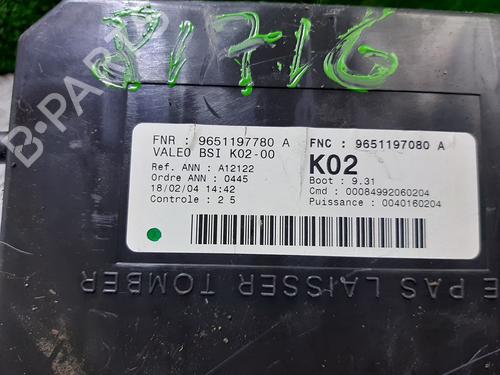 P1716
B-PARTS
FNR : 9651197780 A
VALEO BSI K02-00
Ref. ANN : A12122
Ordre ANN : 0445
18/02/04 14:42
Controle : 2 5
FNC : 9651197080 A
K02
Boot : 9.31
Cmd : 00084992060204
Puissance : 0040160204
E PAS LAISSER TOMBER